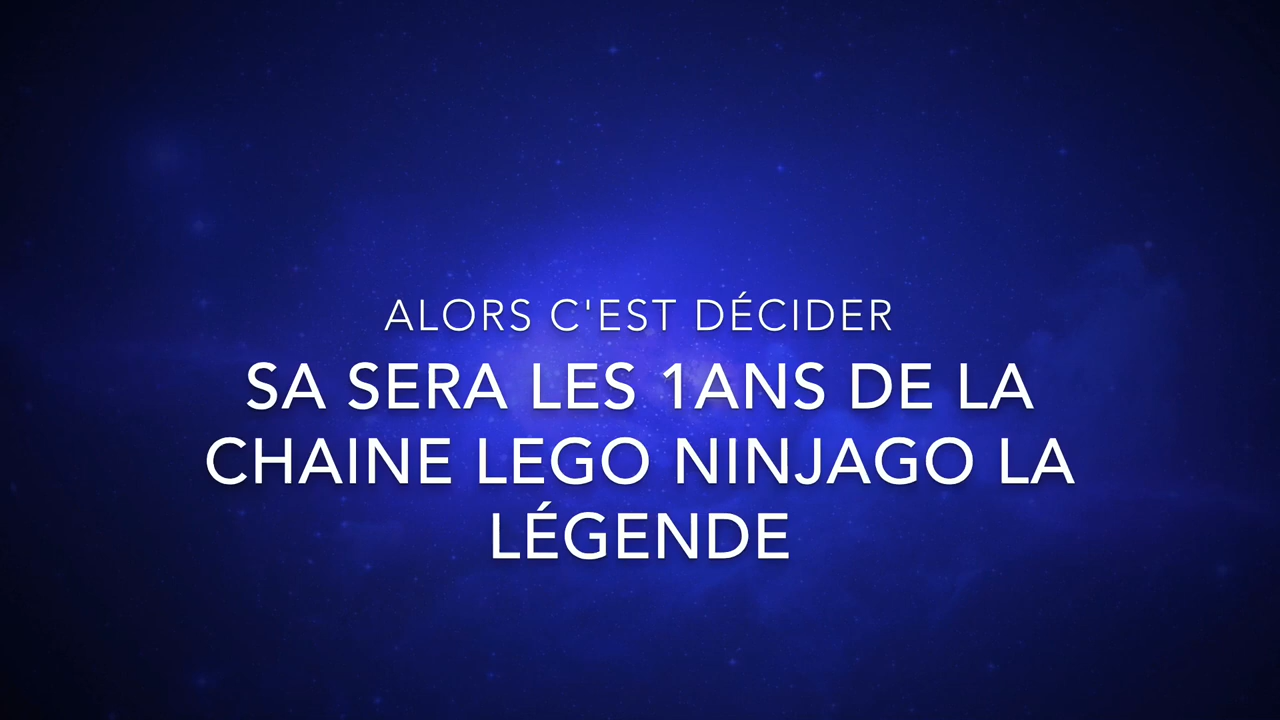 ALORS C'EST DÉCIDER
SA SERA LES 1ANS DE LA
CHAINE LEGO NINJAGO LA
LÉGENDE